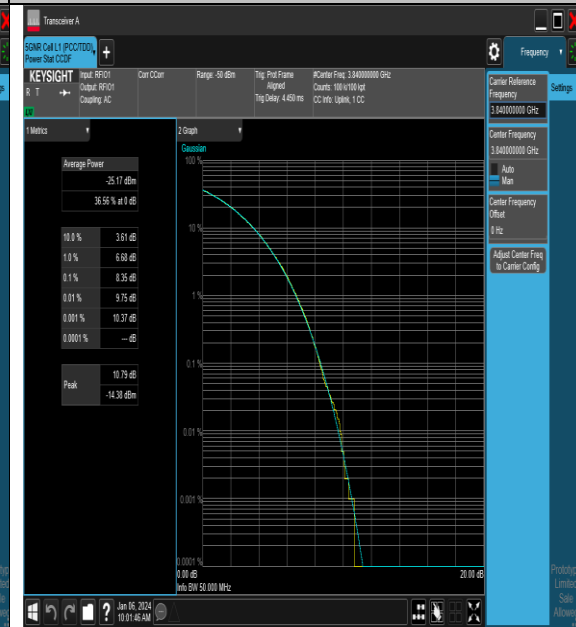 Transceiver A
5GNR Cell L1 (PCC/TDD),
Power Stat CCDF
+
Frequency
KEYSIGHT
R T
Input: RFIO1
Output: RFIO1
Coupling: AC
Corr CCorr
Range: -50 dBm
Trig: Prot Frame
Aligned
Trig Delay: 4.450 ms
#Center Freq: 3.840000000 GHz
Counts: 100 k/100 kpt
CC Info: Uplink, 1 CC
1 Metrics
Average Power
-25.17 dBm
36.56 % at 0 dB
10.0 % 3.61 dB
1.0 % 6.68 dB
0.1 % 8.35 dB
0.01 % 9.75 dB
0.001 % 10.37 dB
0.0001 % --- dB
Peak
10.79 dB
-14.38 dBm
2 Graph
Gaussian
100 %
10 %
1 %
0.1 %
0.01 %
0.001 %
0.0001 %
0.00 dB
20.00 dB
Info BW 50.000 MHz
Carrier Reference
Frequency
3.840000000 GHz
Center Frequency
3.840000000 GHz
Auto
Man
Center Frequency
Offset
0 Hz
Adjust Center Freq
to Carrier Config
Settings
Jan 06, 2024
10:01:46 AM
?